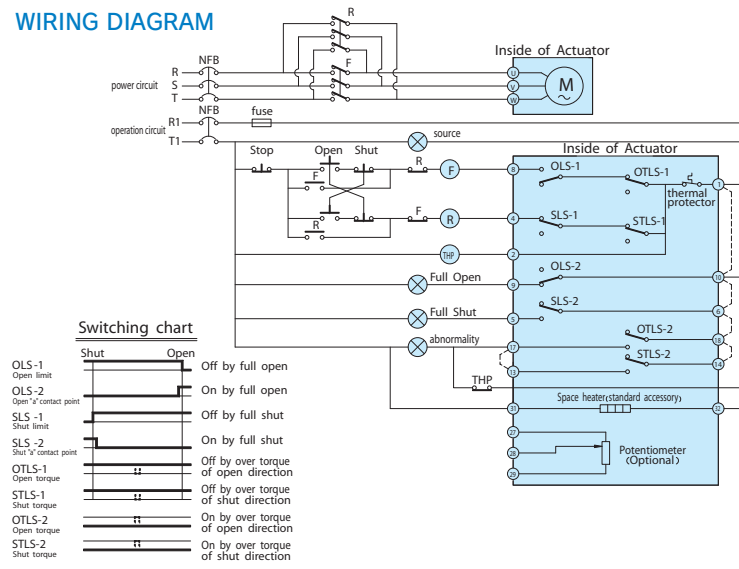 WIRING DIAGRAM
R
Inside of Actuator
NFB
F
R
power circuit
S
T
U
V
W
M
NFB
R1
fuse
operation circuit
T1
source
Inside of Actuator
Stop
Open
Shut
R
F
F
8
OLS-1
OTLS-1
1
thermal
protector
F
R
R
4
SLS-1
STLS-1
THP
2
Full Open
9
OLS-2
10
Full Shut
5
SLS-2
6
abnormality
17
OTLS-2
18
STLS-2
13
14
THP
31
Space heater(standard accessory)
32
27
28
29
Potentiometer
(Optional)
Switching chart
Shut
Open
OLS -1
Open limit
Off by full open
OLS-2
Open "a" contact point
On by full open
SLS -1
Shut limit
Off by full shut
SLS -2
Shut "a" contact point
On by full shut
OTLS-1
Open torque
Off by over torque
of open direction
STLS-1
Shut torque
Off by over torque
of shut direction
OTLS-2
Open torque
On by over torque
of open direction
STLS-2
Shut torque
On by over torque
of shut direction